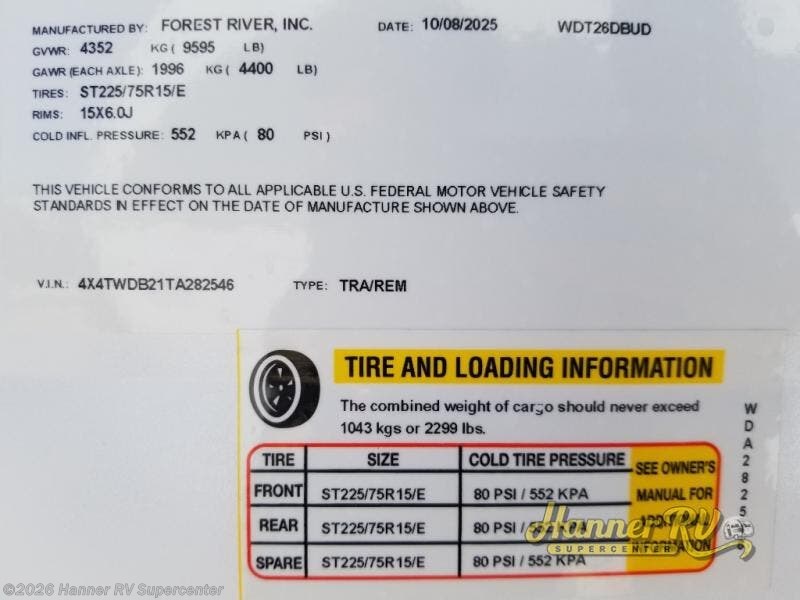 MANUFACTURED BY: FOREST RIVER, INC. DATE: 10/08/2025 WDT26DBUD
GVWR: 4352 KG ( 9595 LB)
GAWR (EACH AXLE): 1996 KG ( 4400 LB)
TIRES: ST225/75R15/E
RIMS: 15X6.0J
COLD INFL. PRESSURE: 552 KPA ( 80 PSI )
THIS VEHICLE CONFORMS TO ALL APPLICABLE U.S. FEDERAL MOTOR VEHICLE SAFETY
STANDARDS IN EFFECT ON THE DATE OF MANUFACTURE SHOWN ABOVE.
V.I.N.: 4X4TWDB21TA282546 TYPE: TRA/REM
TIRE AND LOADING INFORMATION
The combined weight of cargo should never exceed
1043 kgs or 2299 lbs.
TIRE SIZE COLD TIRE PRESSURE SEE OWNER'S
FRONT ST225/75R15/E 80 PSI / 552 KPA MANUAL FOR
REAR ST225/75R15/E 80 PSI / 552 KPA
SPARE ST225/75R15/E 80 PSI / 552 KPA INFORMATION
WDA2825
Hanner RV
SUPERCENTER
©2026 Hanner RV Supercenter